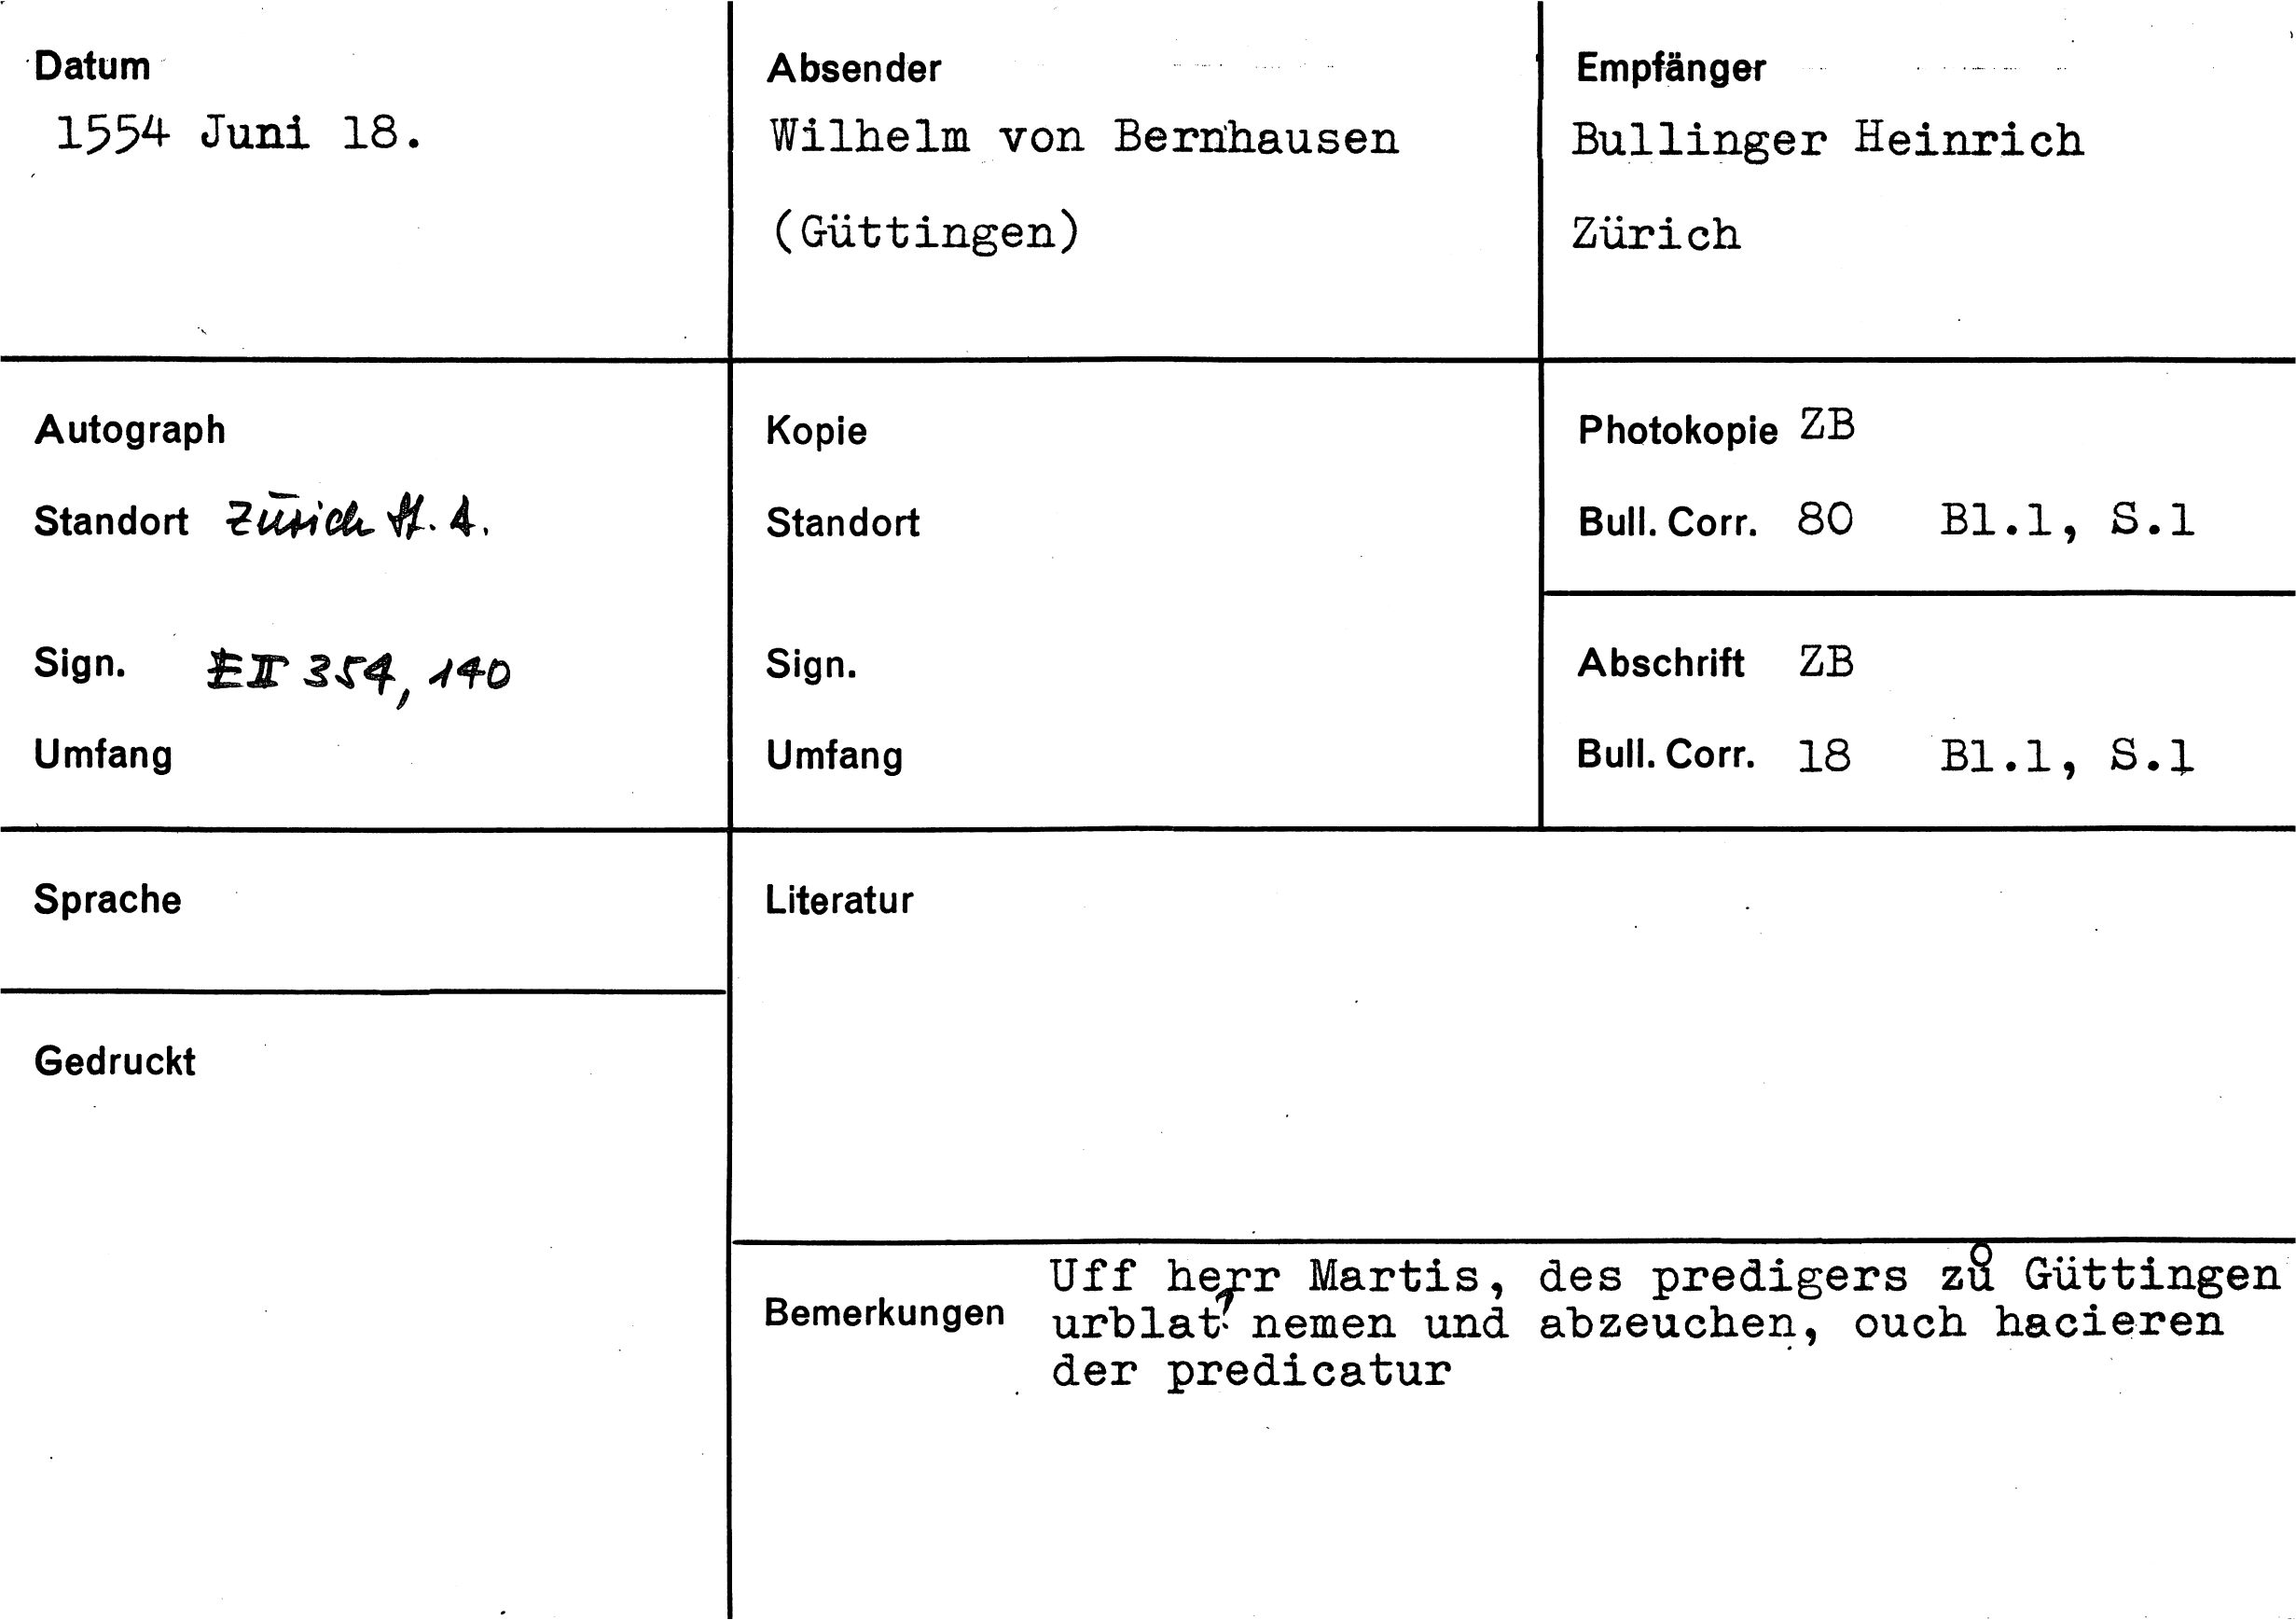 Datum
1554 Juni 18.
Absender
Wilhelm von Bernhausen
(Güttingen)
Empfänger
Bullinger Heinrich
Zürich
Autograph
Standort Zürich St. A.
Sign. E II 354, 140
Umfang
Kopie
Standort
Sign.
Umfang
Photokopie ZB
Bull. Corr. 80 Bl.1, S.1
Abschrift ZB
Bull. Corr. 18 Bl.1, S.1
Sprache
Gedruckt
Literatur
Bemerkungen
Uff herr Martis, des predigers zů Güttingen
urblat? nemen und abzeuchen, ouch hacieren
der predicatur